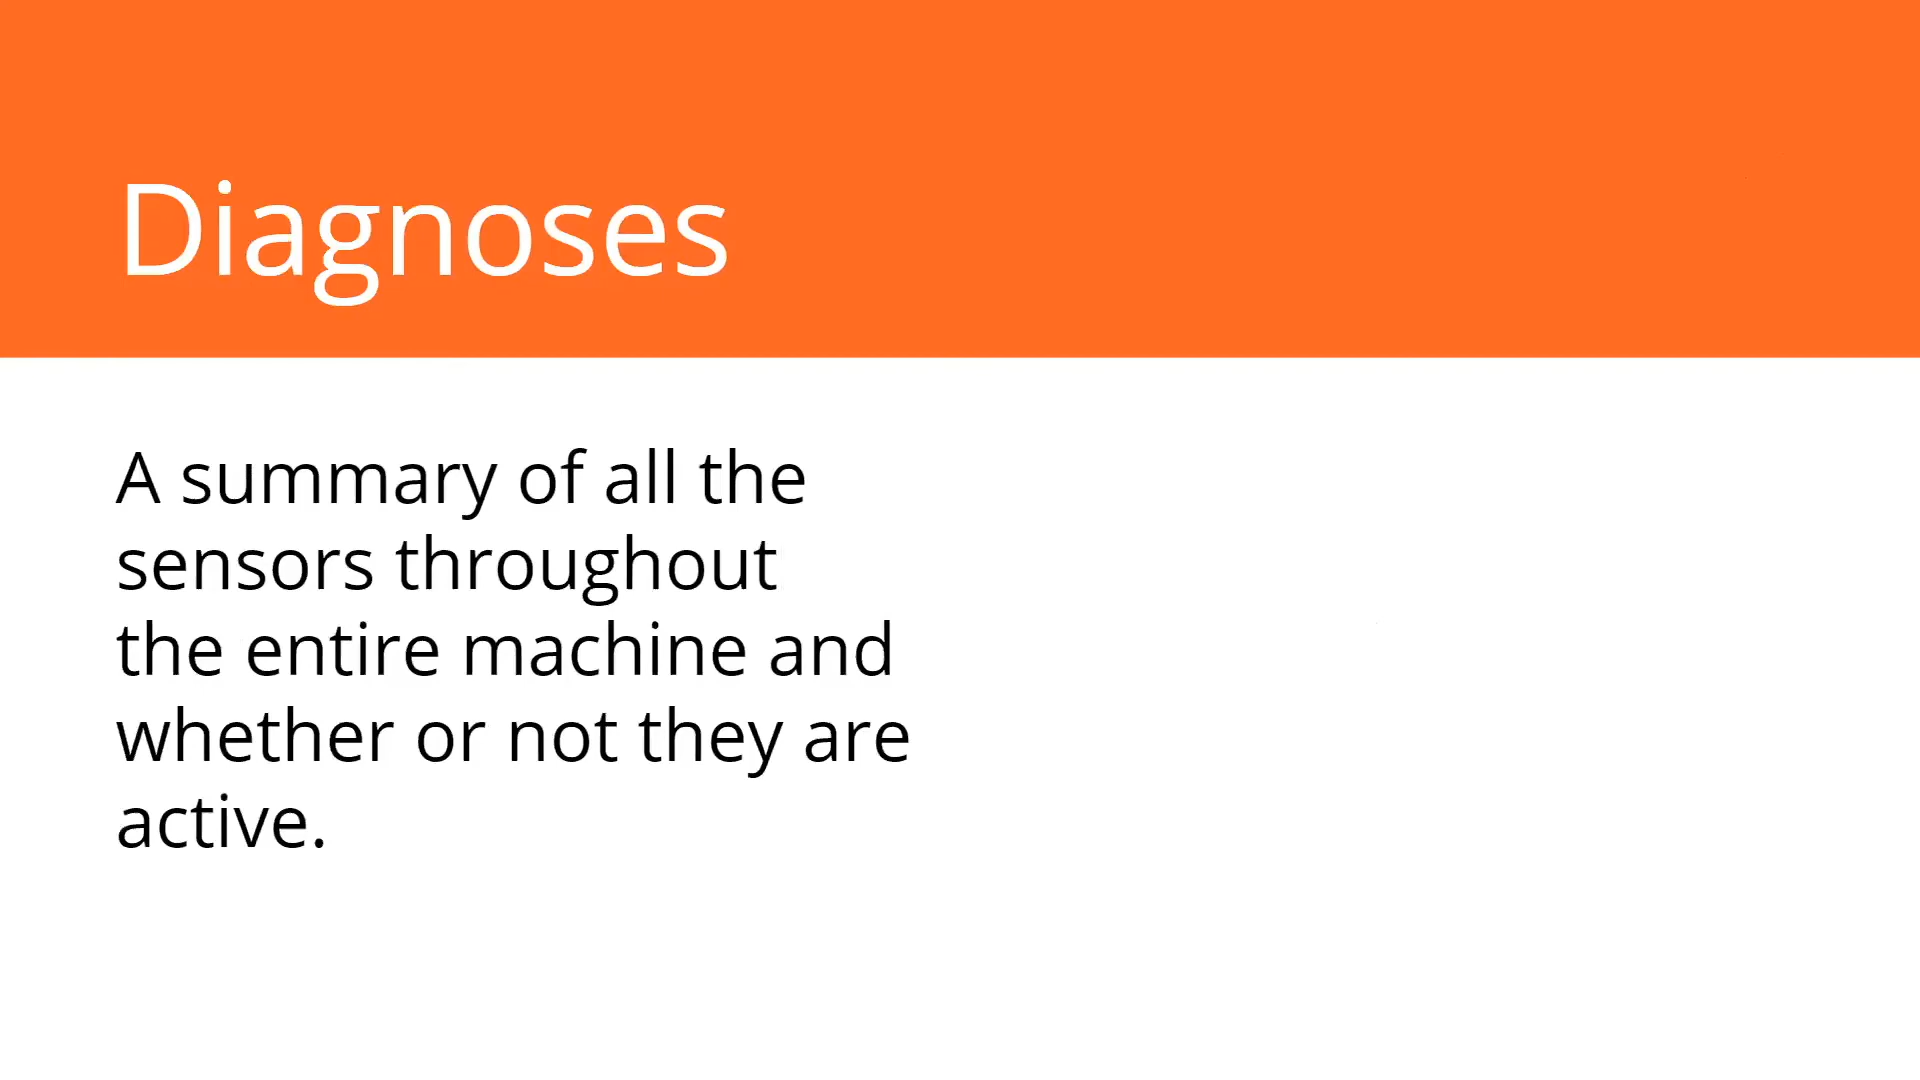 Diagnoses
A summary of all the
sensors throughout
the entire machine and
whether or not they are
active.